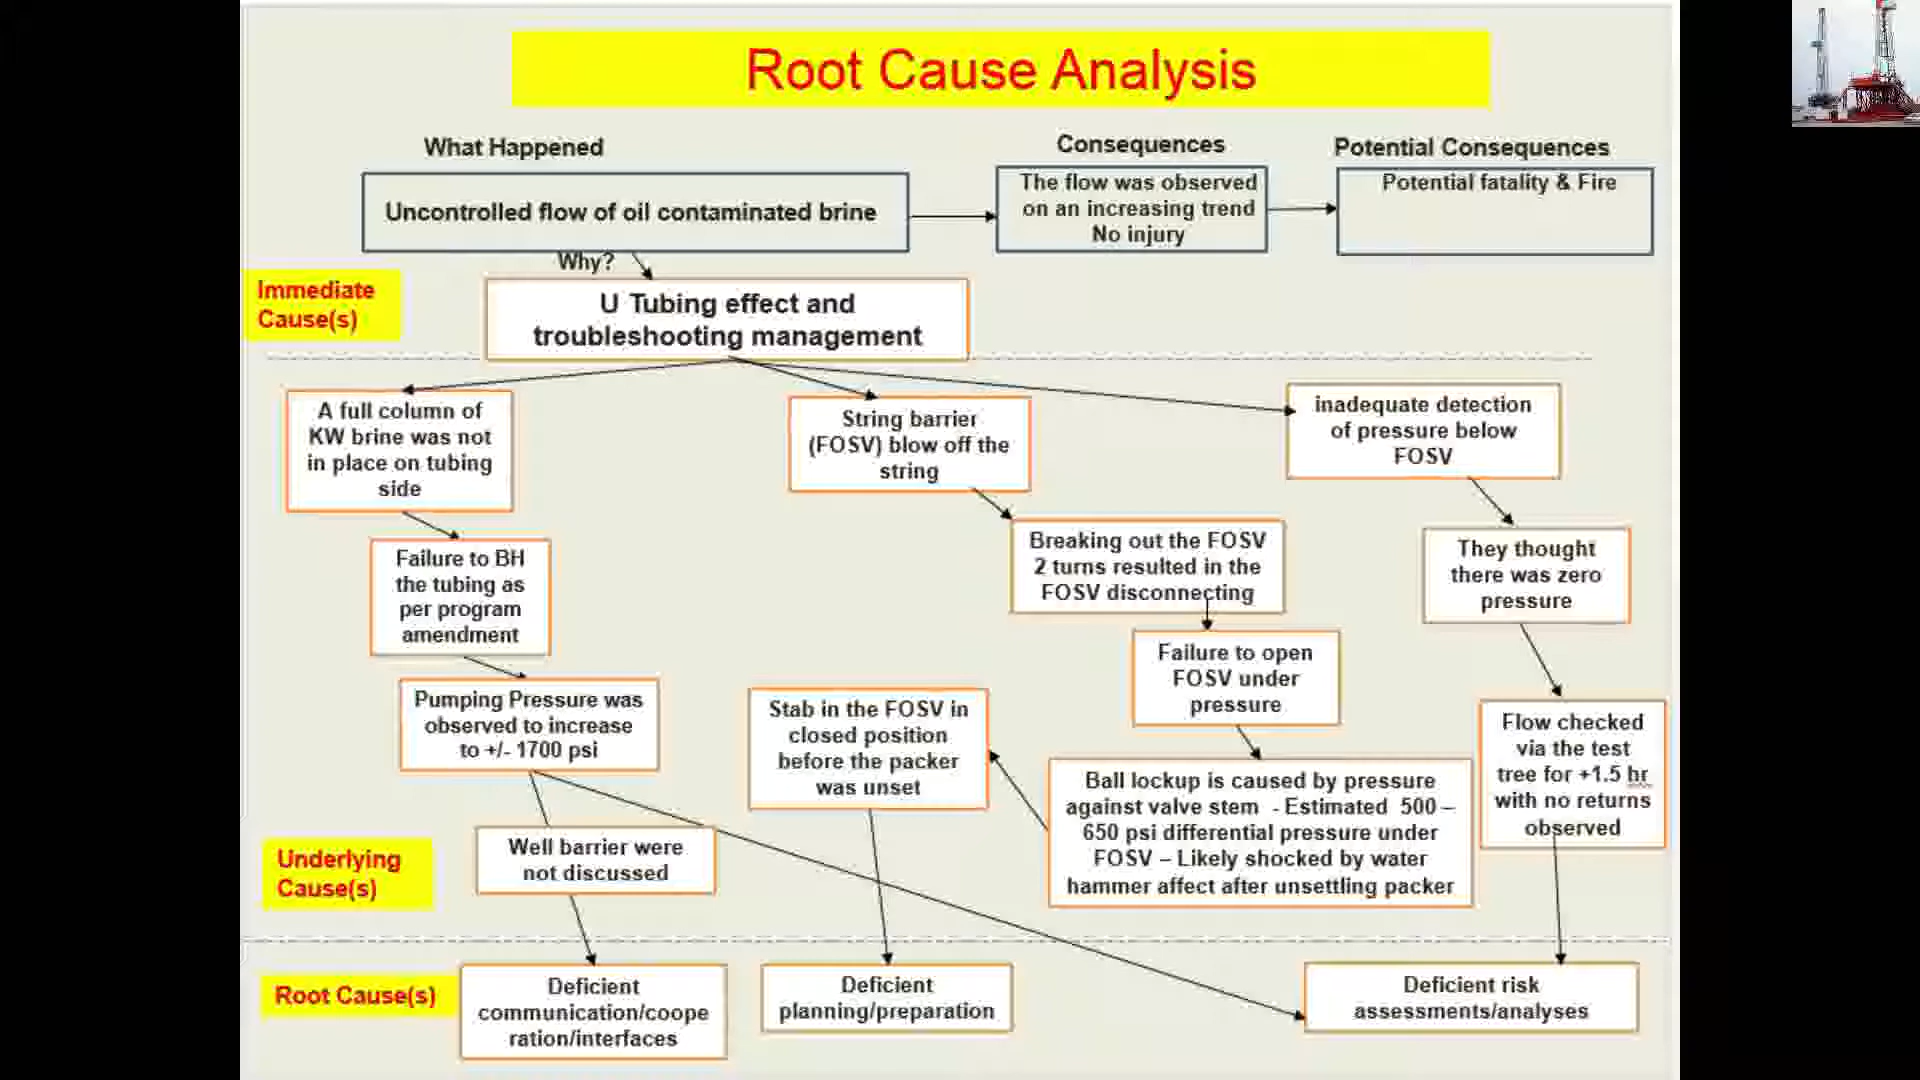 Root Cause Analysis
What Happened
Consequences
Potential Consequences
Uncontrolled flow of oil contaminated brine
The flow was observed
on an increasing trend
No injury
Potential fatality & Fire
Why?
Immediate
Cause(s)
U Tubing effect and
troubleshooting management
A full column of
KW brine was not
in place on tubing
side
String barrier
(FOSV) blow off the
string
inadequate detection
of pressure below
FOSV
Failure to BH
the tubing as
per program
amendment
Breaking out the FOSV
2 turns resulted in the
FOSV disconnecting
They thought
there was zero
pressure
Failure to open
FOSV under
pressure
Pumping Pressure was
observed to increase
to +/- 1700 psi
Stab in the FOSV in
closed position
before the packer
was unset
Ball lockup is caused by pressure
against valve stem - Estimated 500 –
650 psi differential pressure under
FOSV – Likely shocked by water
hammer affect after unsettling packer
Flow checked
via the test
tree for +1.5 hr
with no returns
observed
Underlying
Cause(s)
Well barrier were
not discussed
Root Cause(s)
Deficient
communication/coope
ration/interfaces
Deficient
planning/preparation
Deficient risk
assessments/analyses